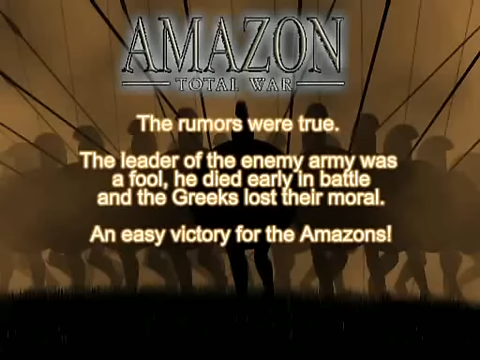 AMAZON
TOTAL WAR
The rumors were true.
The leader of the enemy army was
a fool, he died early in battle
and the Greeks lost their moral.
An easy victory for the Amazons!